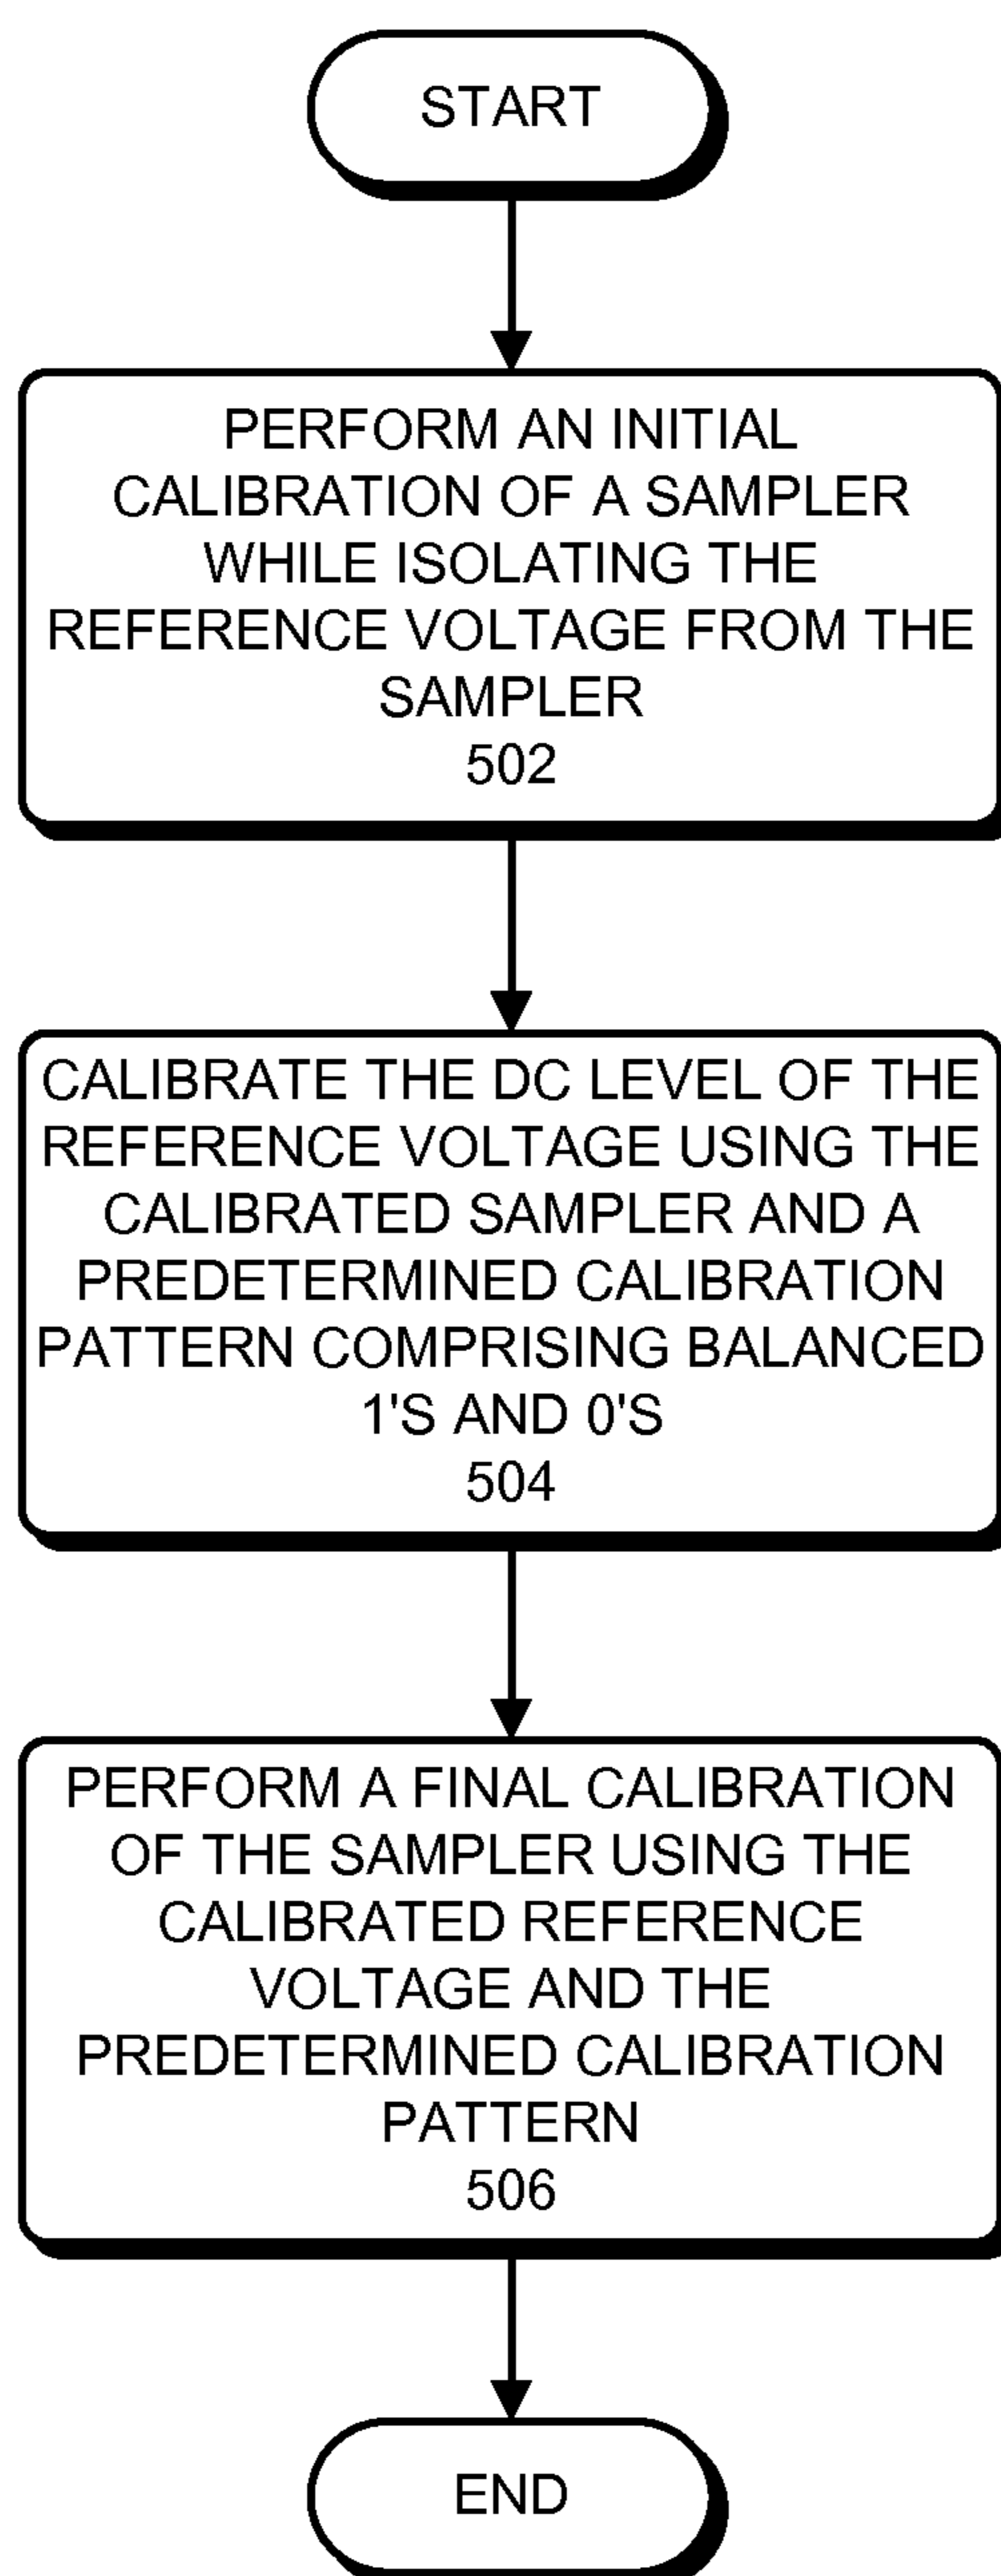 START
PERFORM AN INITIAL
CALIBRATION OF A SAMPLER
WHILE ISOLATING THE
REFERENCE VOLTAGE FROM THE
SAMPLER
502
CALIBRATE THE DC LEVEL OF THE
REFERENCE VOLTAGE USING THE
CALIBRATED SAMPLER AND A
PREDETERMINED CALIBRATION
PATTERN COMPRISING BALANCED
1'S AND 0'S
504
PERFORM A FINAL CALIBRATION
OF THE SAMPLER USING THE
CALIBRATED REFERENCE
VOLTAGE AND THE
PREDETERMINED CALIBRATION
PATTERN
506
END